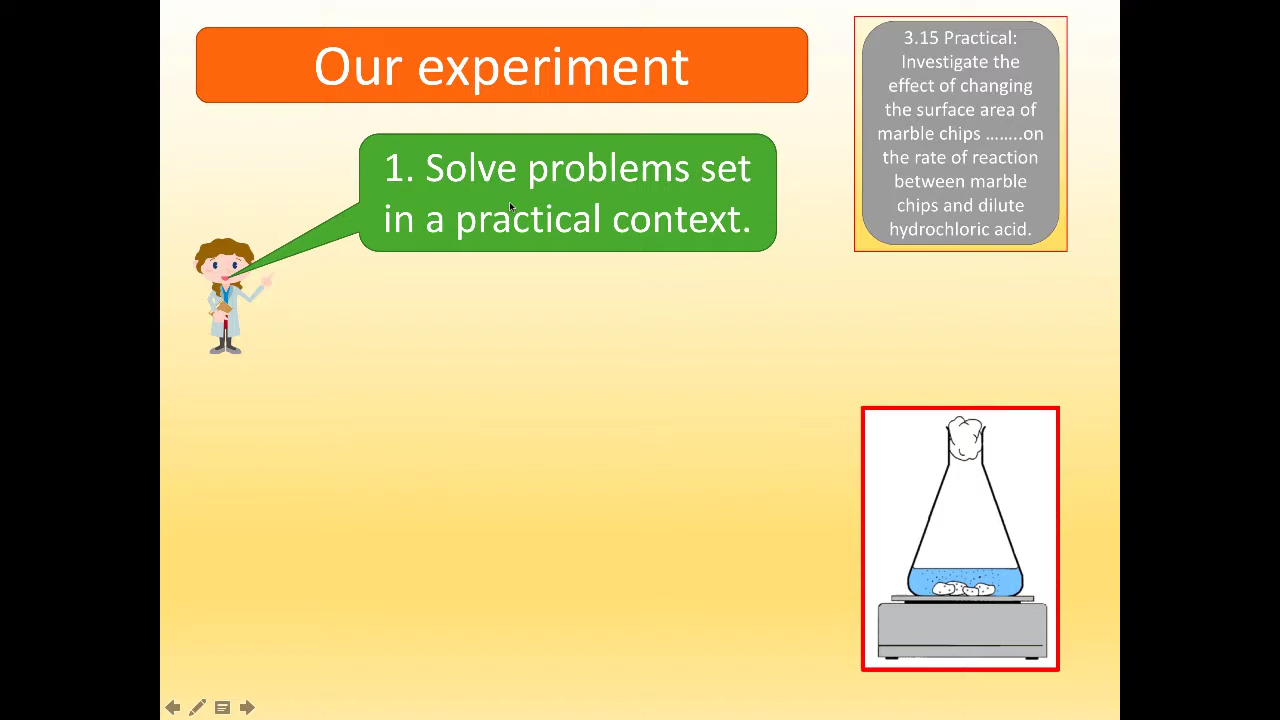 Our experiment
1. Solve problems set
in a practical context.
3.15 Practical:
Investigate the
effect of changing
the surface area of
marble chips ........on
the rate of reaction
between marble
chips and dilute
hydrochloric acid.